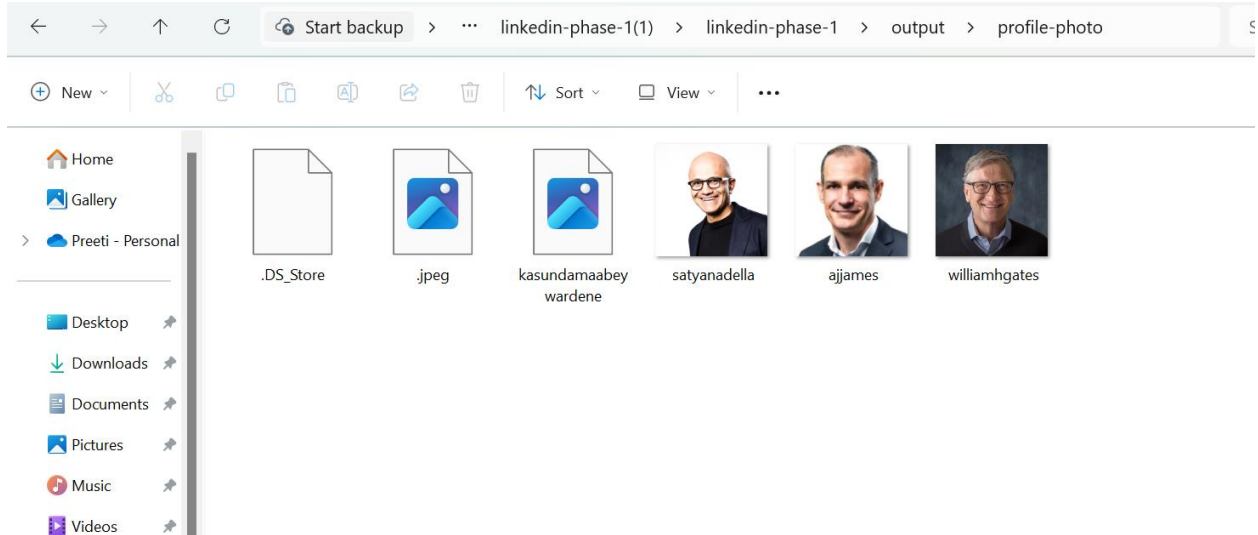 Start backup > ... linkedin-phase-1(1) > linkedin-phase-1 > output > profile-photo
New Sort View ...
Home
Gallery
Preeti - Personal
Desktop
Downloads
Documents
Pictures
Music
Videos
.DS_Store
.jpeg
kasundamaabey
wardene
satyanadella
ajjames
williamhgates